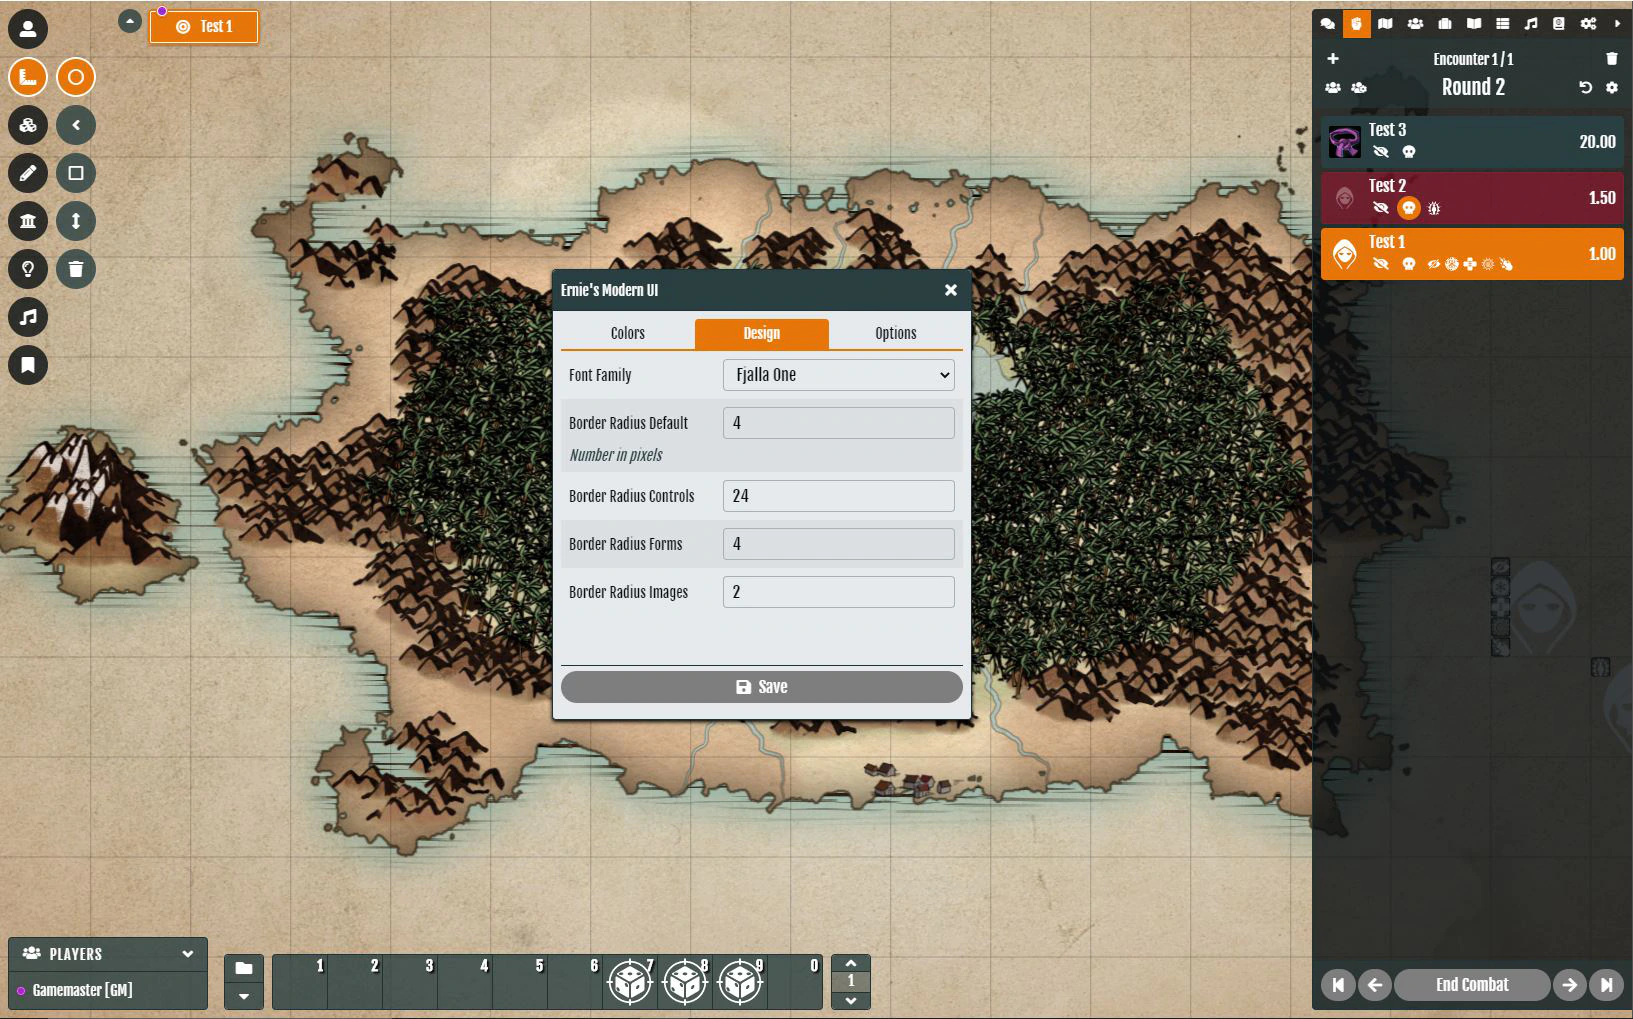 Test 1
Encounter 1 / 1
Round 2
Test 3
20.00
Test 2
1.50
Test 1
1.00
Ernie's Modern UI
Colors Design Options
Font Family Fjalla One
Border Radius Default 4
Number in pixels
Border Radius Controls 24
Border Radius Forms 4
Border Radius Images 2
Save
PLAYERS
Gamemaster [GM]
1 2 3 4 5 6 7 8 9 0
1
End Combat